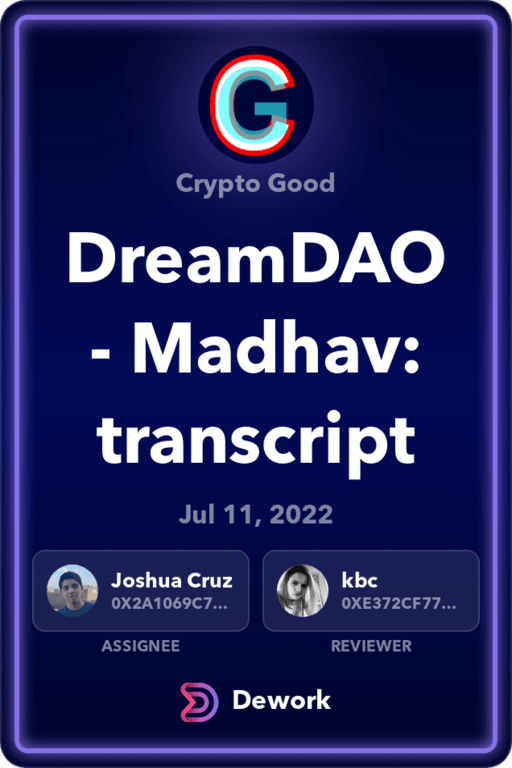 Crypto Good
DreamDAO
- Madhav:
transcript
Jul 11, 2022
Joshua Cruz
0X2A1069C7...
ASSIGNEE
kbc
0XE372CF77...
REVIEWER
Dework